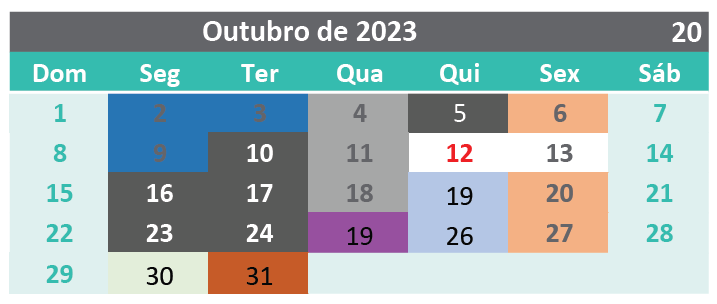 Outubro de 2023 20
Dom Seg Ter Qua Qui Sex Sáb
1 2 3 4 5 6 7
8 9 10 11 12 13 14
15 16 17 18 19 20 21
22 23 24 19 26 27 28
29 30 31